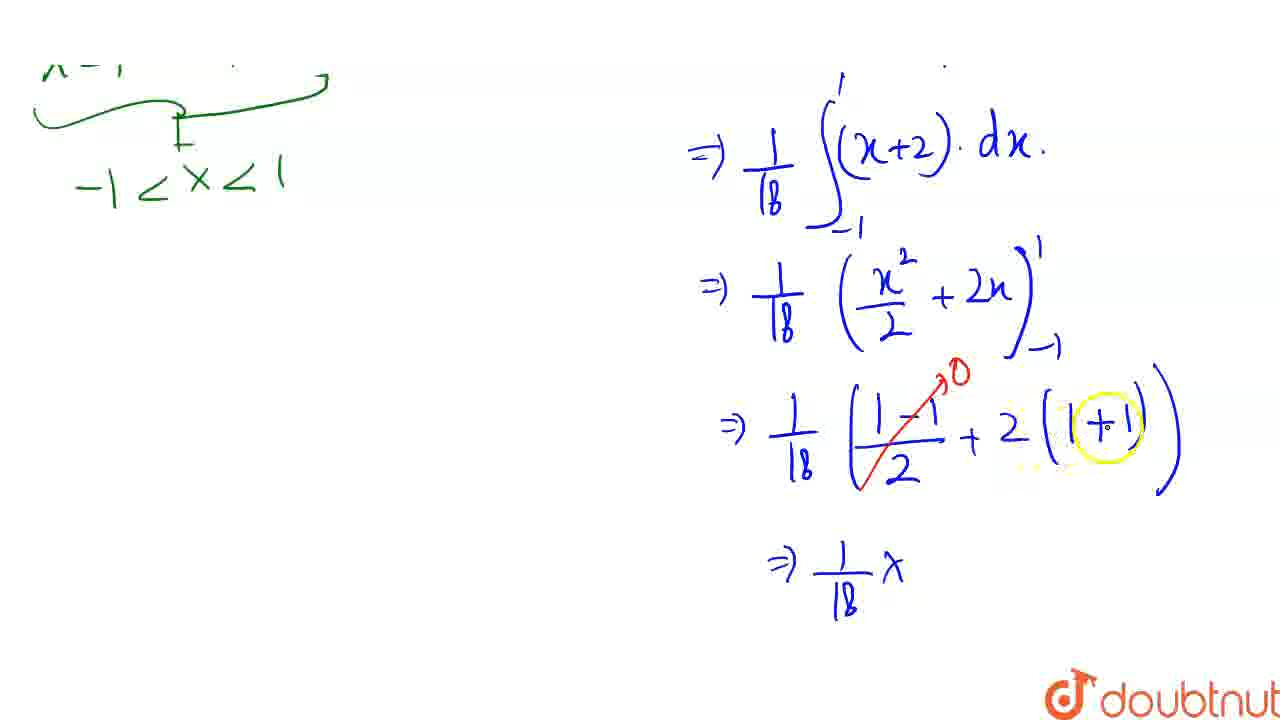 x - 1
-1 < x < 1
⇒ 1/18 ∫_{-1}^{1} (x+2). dx.
⇒ 1/18 (x²/2 + 2x)_{-1}^{1}
⇒ 1/18 ((1-1)/2 + 2(1+1)) 0
⇒ 1/18 x
doubtnut